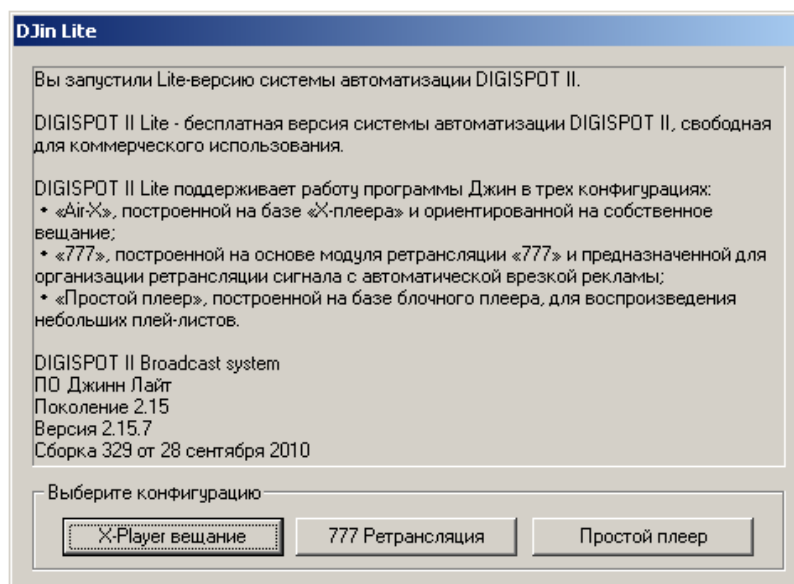 DJin Lite
Вы запустили Lite-версию системы автоматизации DIGISPOT II.
DIGISPOT II Lite - бесплатная версия системы автоматизации DIGISPOT II, свободная
для коммерческого использования.
DIGISPOT II Lite поддерживает работу программы Джин в трех конфигурациях:
• «Air-X», построенной на базе «X-плеера» и ориентированной на собственное
вещание;
• «777», построенной на основе модуля ретрансляции «777» и предназначенной для
организации ретрансляции сигнала с автоматической врезкой рекламы;
• «Простой плеер», построенной на базе блочного плеера, для воспроизведения
небольших плей-листов.
DIGISPOT II Broadcast system
ПО Джинн Лайт
Поколение 2.15
Версия 2.15.7
Сборка 329 от 28 сентября 2010
Выберите конфигурацию
X-Player вещание 777 Ретрансляция Простой плеер